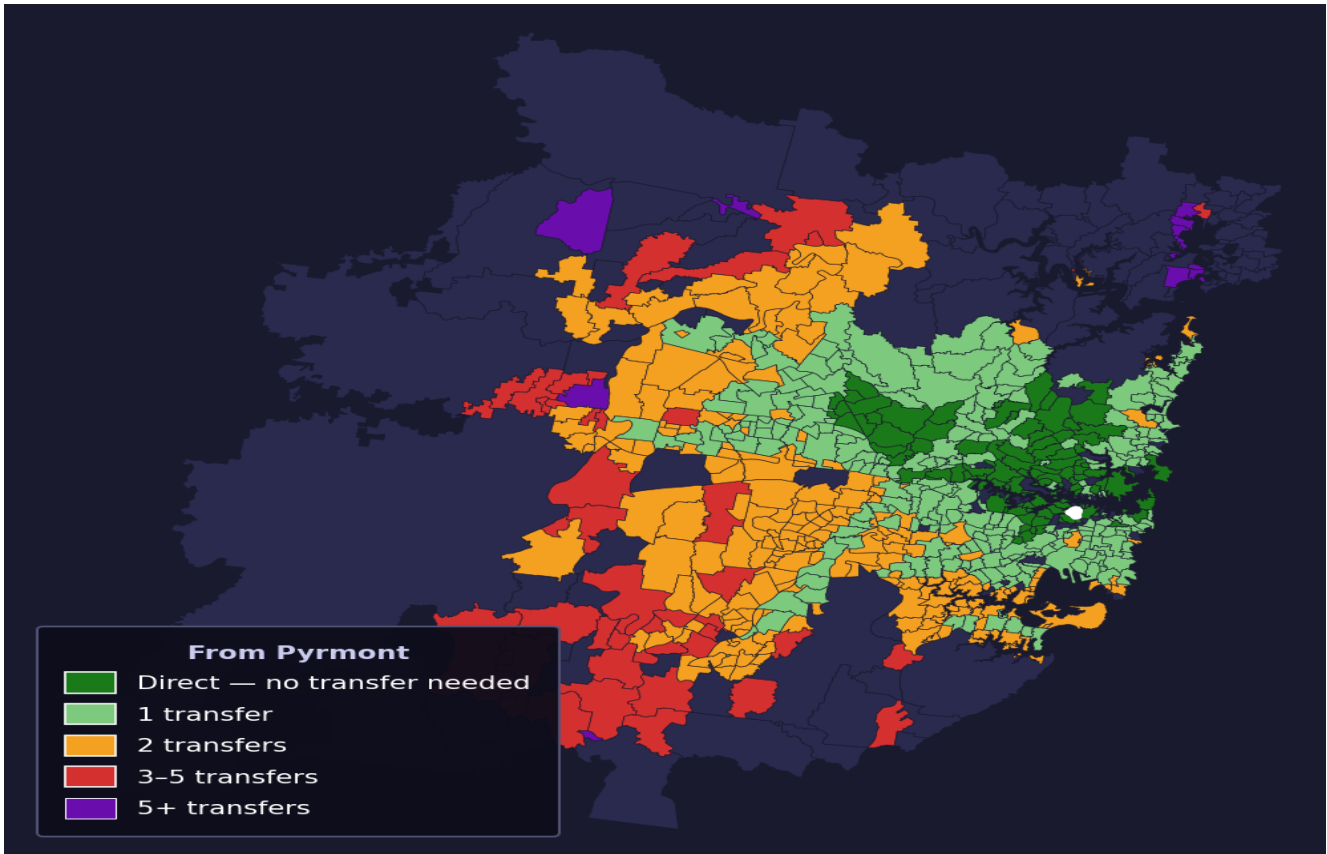 From Pyrmont
Direct — no transfer needed
1 transfer
2 transfers
3–5 transfers
5+ transfers